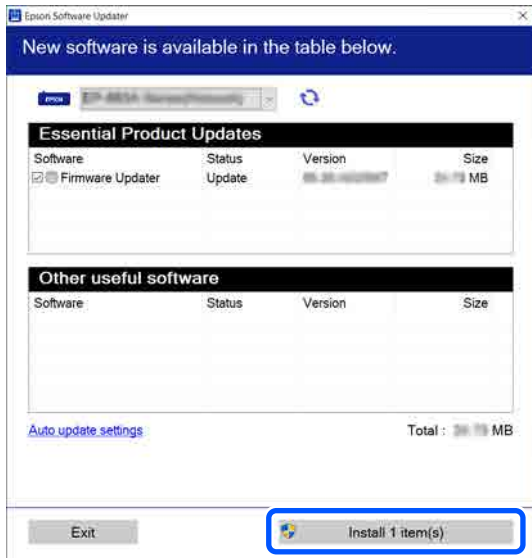 Epson Software Updater
New software is available in the table below.
EPSON
Essential Product Updates
Software Status Version Size
Firmware Updater Update MB
Other useful software
Software Status Version Size
Auto update settings Total : MB
Exit Install 1 item(s)